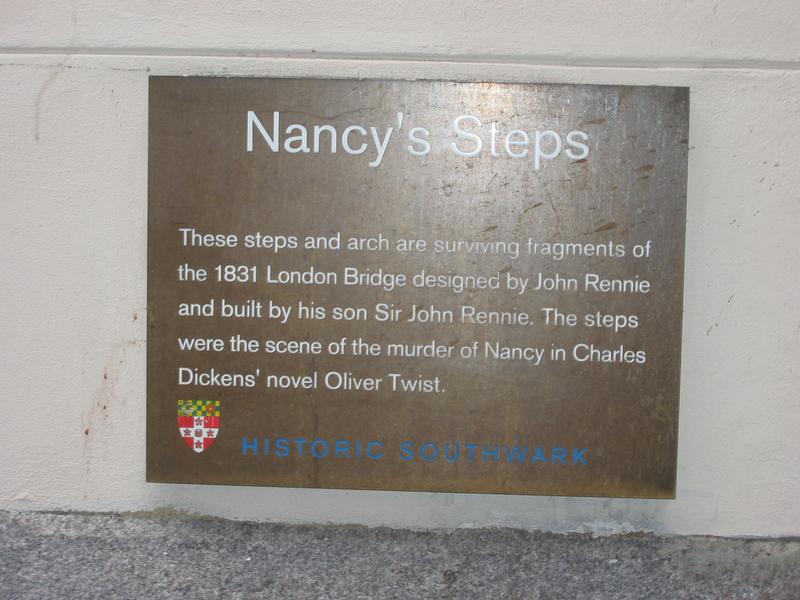 Nancy's Steps
These steps and arch are surviving fragments of
the 1831 London Bridge designed by John Rennie
and built by his son Sir John Rennie. The steps
were the scene of the murder of Nancy in Charles
Dickens' novel Oliver Twist.
HISTORIC SOUTHWARK